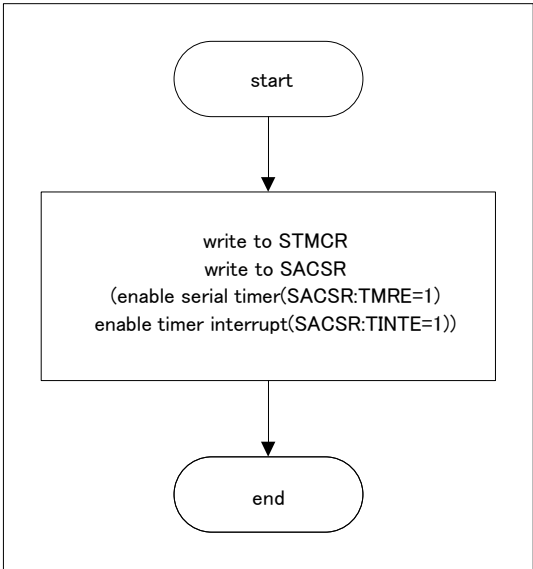 start
write to STMCR
write to SACSR
(enable serial timer(SACSR:TMRE=1)
enable timer interrupt(SACSR:TINTE=1))
end